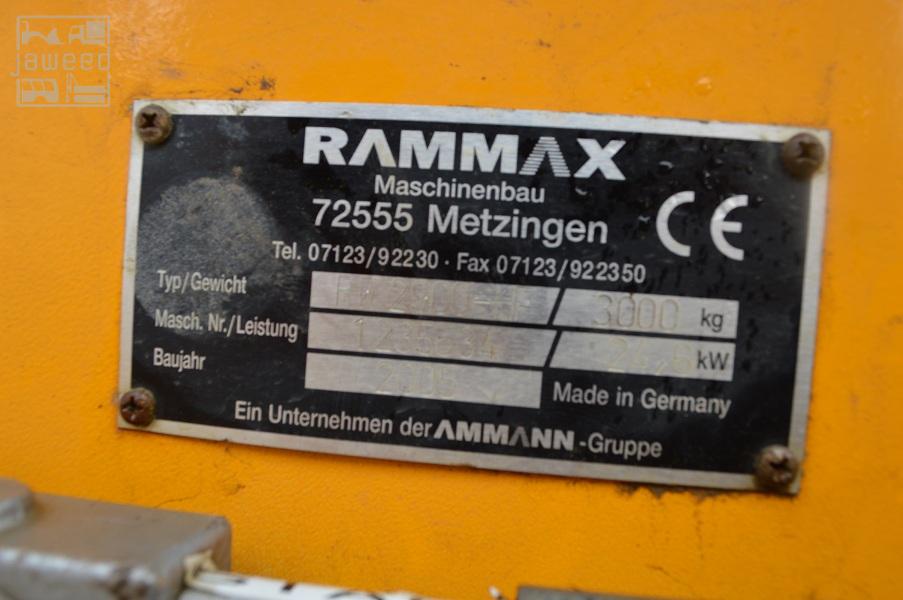 jaweed
RAMMAX
Maschinenbau
72555 Metzingen
CE
Tel. 07123/92230 · Fax 07123/922350
Typ/Gewicht / 3000 kg
Masch. Nr./Leistung / kW
Baujahr 2005 Made in Germany
Ein Unternehmen der AMMANN-Gruppe